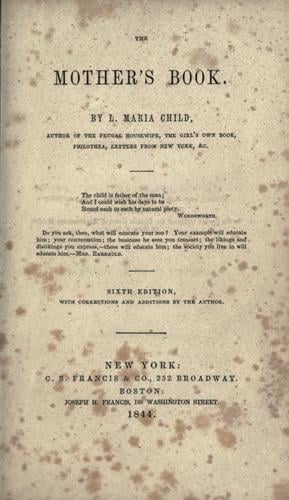 THE
MOTHER'S BOOK.
BY L. MARIA CHILD,
AUTHOR OF THE FRUGAL HOUSEWIFE, THE GIRL'S OWN BOOK,
PHILOTHEA, LETTERS FROM NEW YORK, &C.
The child is father of the man;
And I could wish his days to be
Bound each to each by natural piety.
WORDSWORTH.
Do you ask, then, what will educate your son? Your example will educate
him; your conversation; the business he sees you transact; the likings and
dislikings you express,—these will educate him; the society you live in will
educate him.—MRS. BARBAULD.
SIXTH EDITION,
WITH CORRECTIONS AND ADDITIONS BY THE AUTHOR.
NEW YORK:
C. S. FRANCIS & CO., 252 BROADWAY.
BOSTON:
JOSEPH H. FRANCIS, 128 WASHINGTON STREET.
1844.